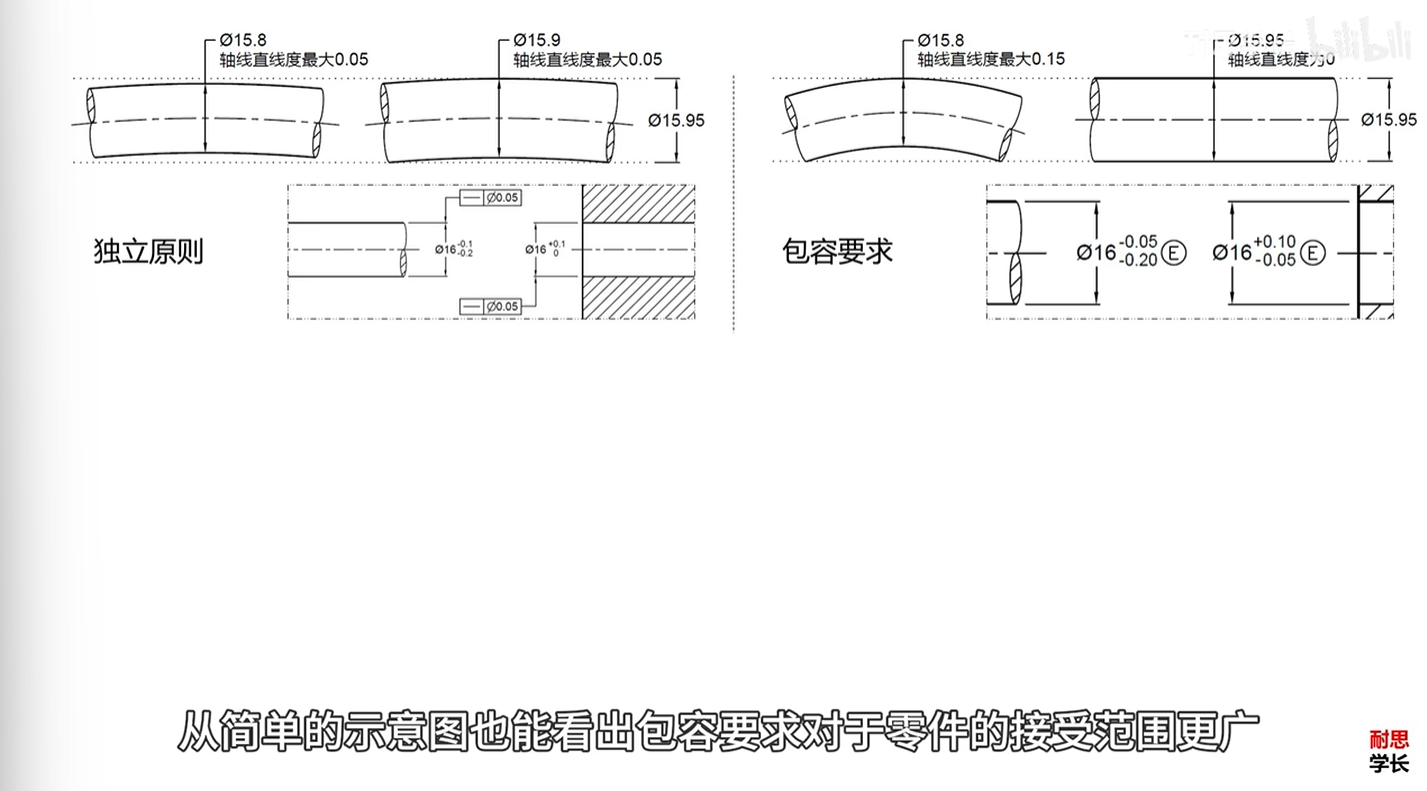 Ø15.8
轴线直线度最大0.05
Ø15.9
轴线直线度最大0.05
Ø15.95
独立原则
— Ø0.05
Ø16 -0.1 -0.2
Ø16 +0.1 0
— Ø0.05
Ø15.8
轴线直线度最大0.15
Ø15.95
轴线直线度为0
Ø15.95
包容要求
Ø16 -0.05 -0.20 Ⓔ
Ø16 +0.10 -0.05 Ⓔ
bilibili
从简单的示意图也能看出包容要求对于零件的接受范围更广
耐思
学长